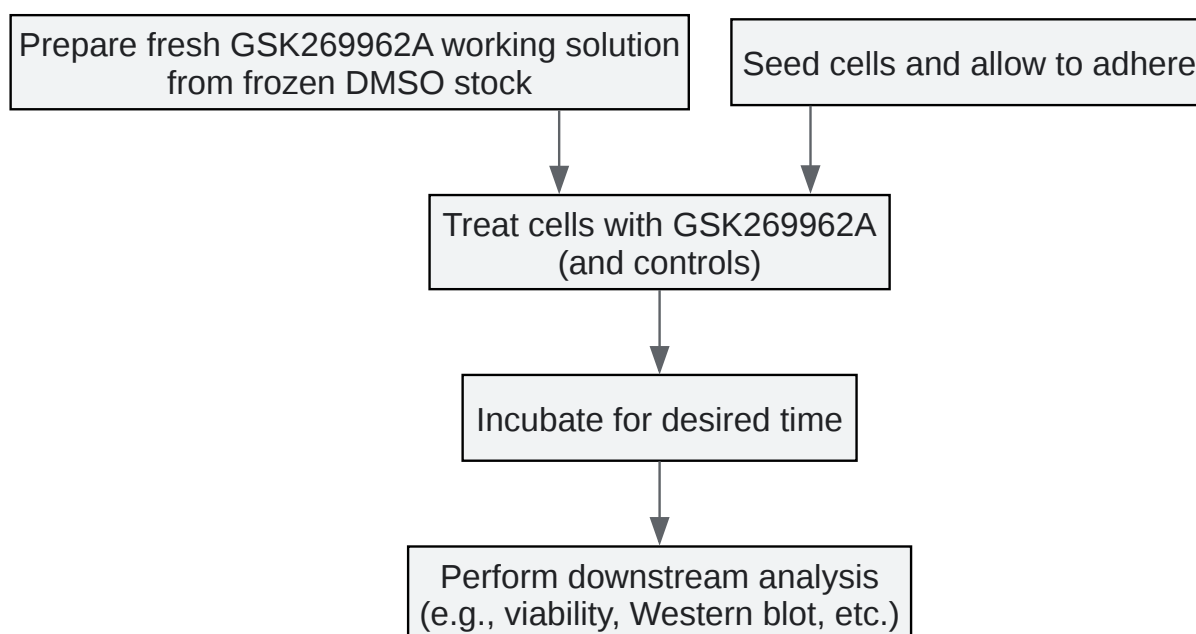 Prepare fresh GSK269962A working solution
from frozen DMSO stock
Seed cells and allow to adhere
Treat cells with GSK269962A
(and controls)
Incubate for desired time
Perform downstream analysis
(e.g., viability, Western blot, etc.)